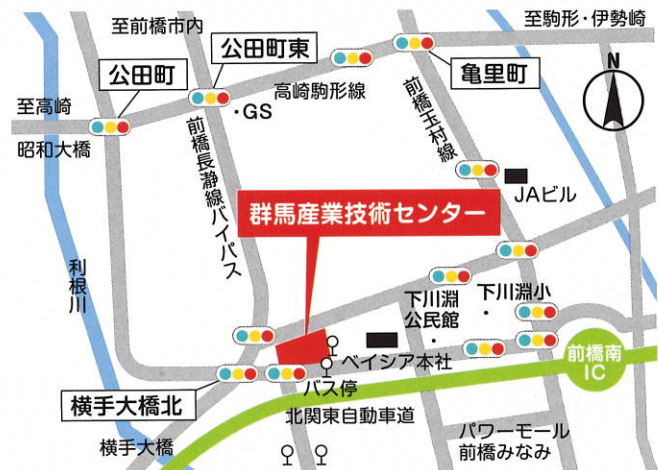 至前橋市内
公田町東
至駒形・伊勢崎
公田町
高崎駒形線
亀里町
N
至高崎
GS
昭和大橋
前橋長瀞線バイパス
前橋玉村線
JAビル
群馬産業技術センター
利根川
下川淵
公民館
下川淵小
ベイシア本社
前橋南
IC
バス停
横手大橋北
北関東自動車道
横手大橋
パワーモール
前橋みなみ